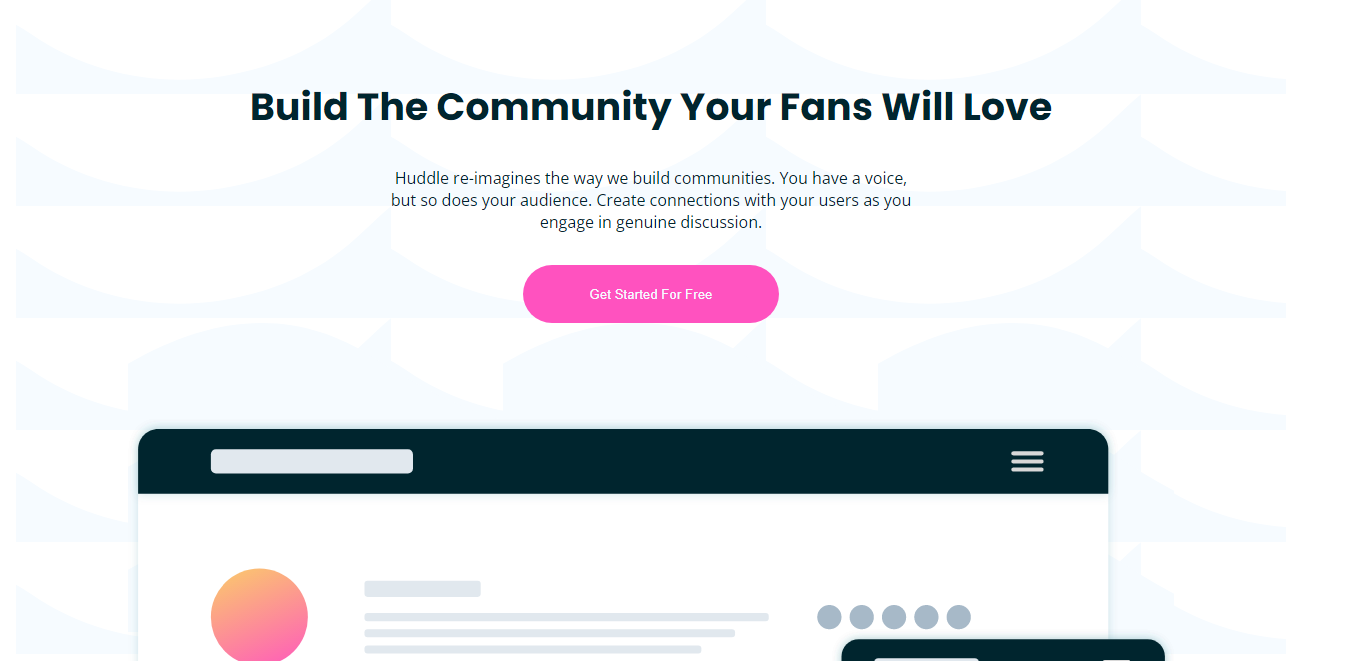 Build The Community Your Fans Will Love
Huddle re-imagines the way we build communities. You have a voice,
but so does your audience. Create connections with your users as you
engage in genuine discussion.
Get Started For Free